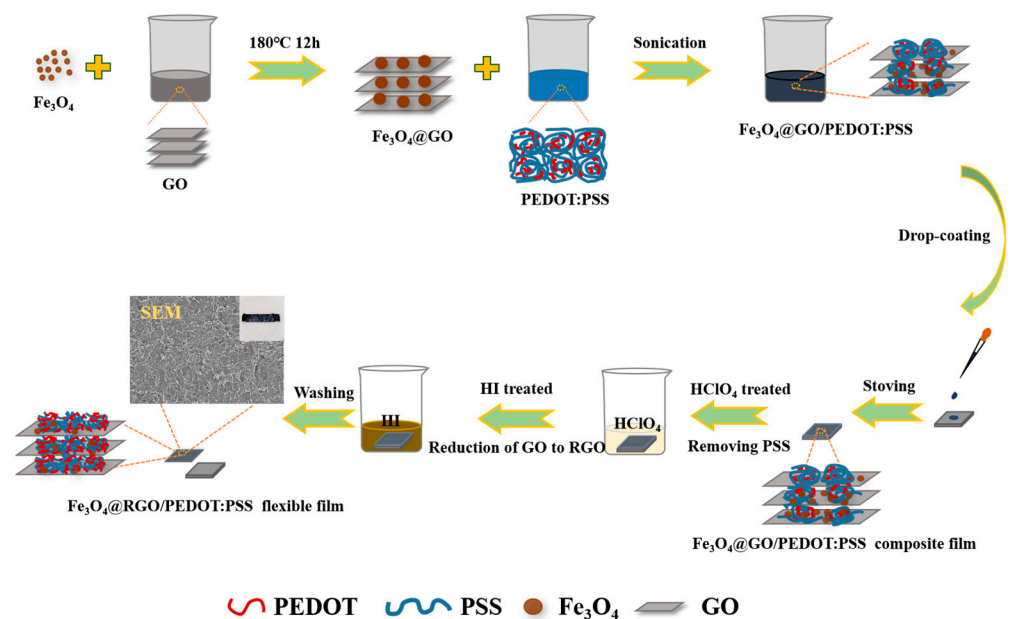 180°C 12h
Sonication
Fe₃O₄
GO
Fe₃O₄@GO
PEDOT:PSS
Fe₃O₄@GO/PEDOT:PSS
Drop-coating
SEM
Washing
HI
HI treated
Reduction of GO to RGO
HClO₄
HClO₄ treated
Removing PSS
Stoving
Fe₃O₄@RGO/PEDOT:PSS flexible film
Fe₃O₄@GO/PEDOT:PSS composite film
PEDOT
PSS
Fe₃O₄
GO